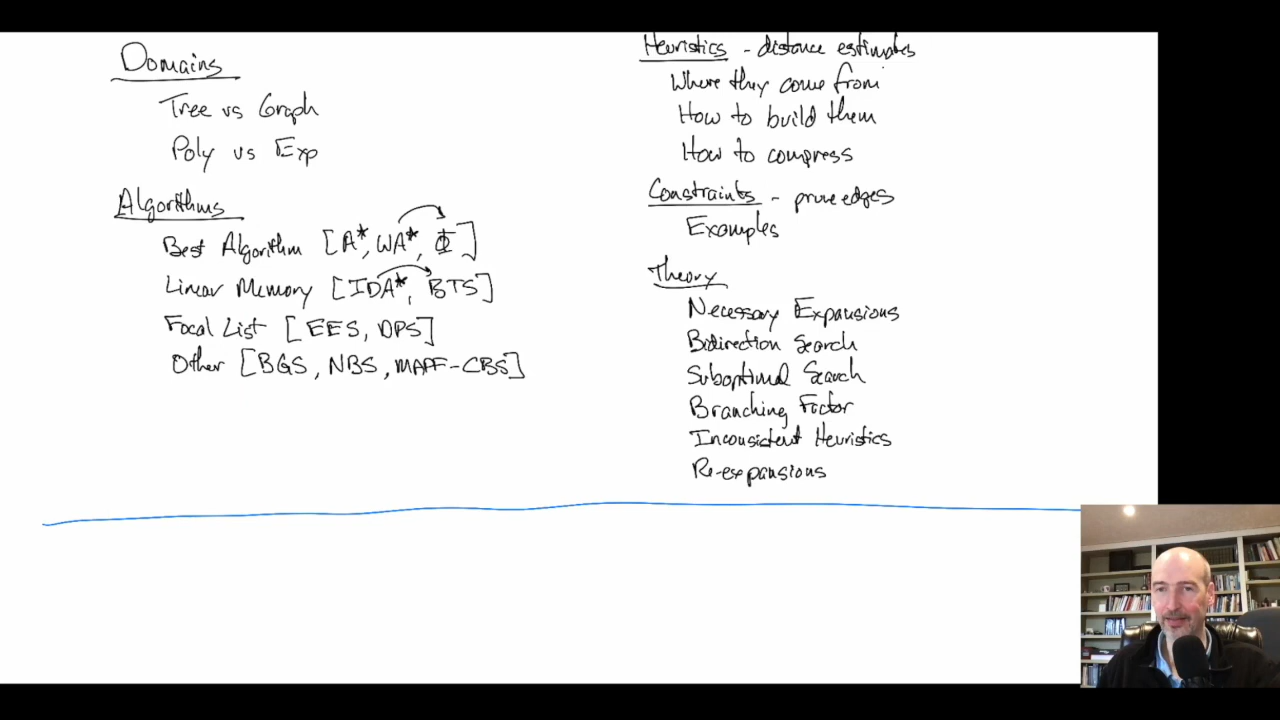 Domains
Tree vs Graph
Poly vs Exp
Algorithms
Best Algorithm [A*, WA*, Φ]
Linear Memory [IDA*, BTS]
Focal List [EES, DPS]
Other [BGS, NBS, MAPF-CBS]
Heuristics - distance estimates
Where they come from
How to build them
How to compress
Constraints - prune edges
Examples
Theory
Necessary Expansions
Bidirection Search
Suboptimal Search
Branching Factor
Inconsistent Heuristics
Re-expansions